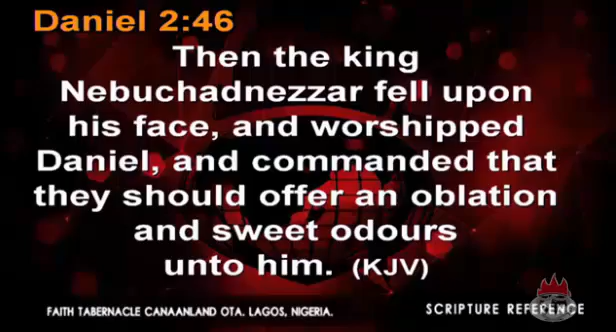 Daniel 2:46
Then the king
Nebuchadnezzar fell upon
his face, and worshipped
Daniel, and commanded that
they should offer an oblation
and sweet odours
unto him. (KJV)
FAITH TABERNACLE CANAANLAND OTA. LAGOS, NIGERIA.
SCRIPTURE REFERENCE